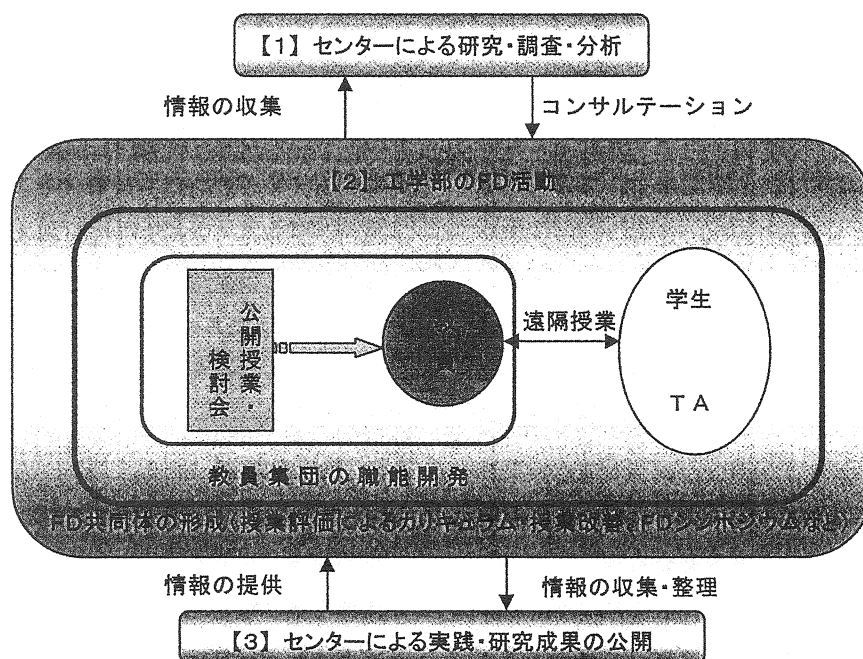 【1】 センターによる研究・調査・分析
情報の収集
コンサルテーション
【2】 工学部のFD活動
公開授業・
検討会
遠隔授業
学生
TA
教員集団の職能開発
FD共同体の形成(授業評価によるカリキュラム・授業改善、FDシンポジウムなど)
情報の提供
情報の収集・整理
【3】 センターによる実践・研究成果の公開